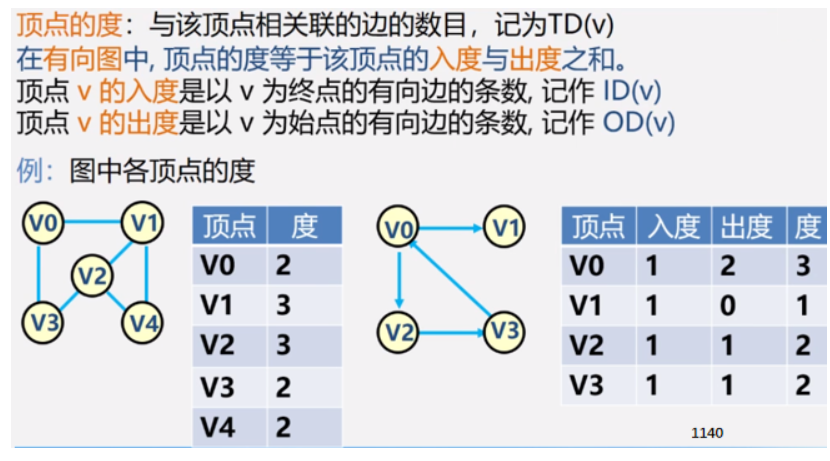 顶点的度：与该顶点相关联的边的数目，记为TD(v)
在有向图中, 顶点的度等于该顶点的入度与出度之和。
顶点 v 的入度是以 v 为终点的有向边的条数, 记作 ID(v)
顶点 v 的出度是以 v 为始点的有向边的条数, 记作 OD(v)
例：图中各顶点的度
V0 V1
V2
V3 V4
顶点 度
V0 2
V1 3
V2 3
V3 2
V4 2
V0 V1
V2 V3
顶点 入度 出度 度
V0 1 2 3
V1 1 0 1
V2 1 1 2
V3 1 1 2
1140